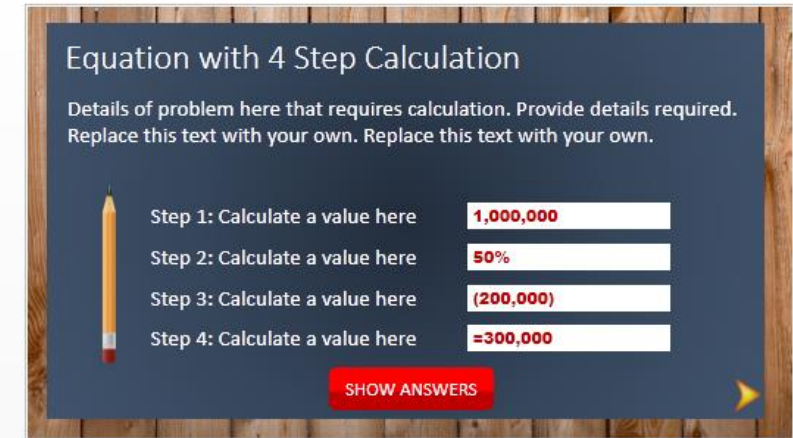 Equation with 4 Step Calculation
Details of problem here that requires calculation. Provide details required.
Replace this text with your own. Replace this text with your own.
Step 1: Calculate a value here 1,000,000
Step 2: Calculate a value here 50%
Step 3: Calculate a value here (200,000)
Step 4: Calculate a value here =300,000
SHOW ANSWERS